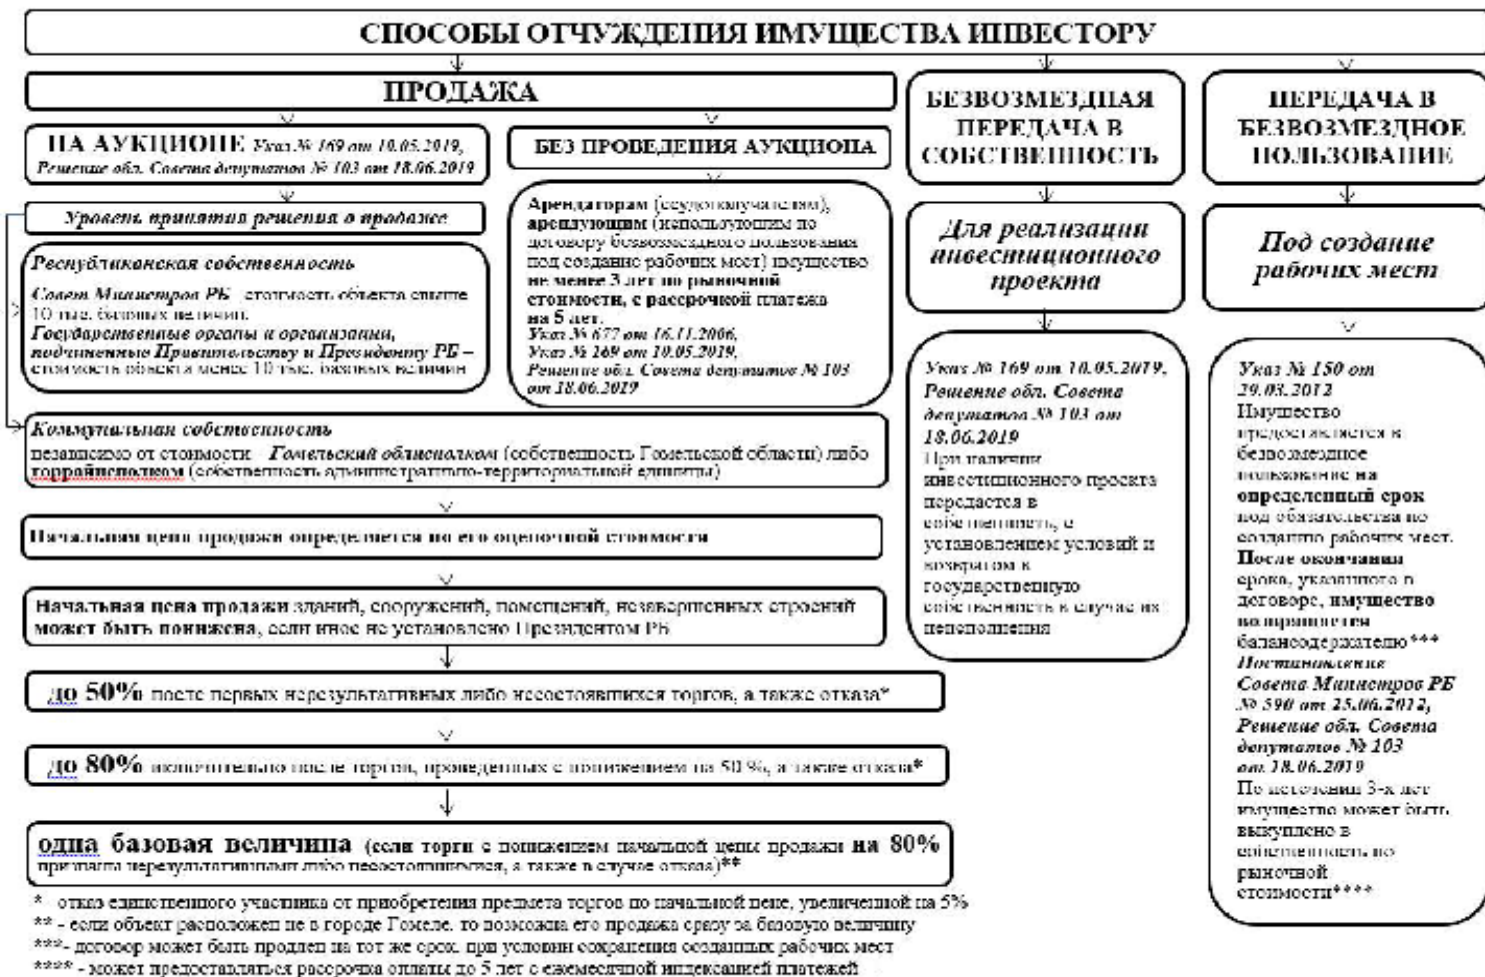 СПОСОБЫ ОТЧУЖДЕНИЯ ИМУЩЕСТВА ИНВЕСТОРУ
ПРОДАЖА
НА АУКЦИОНЕ Указ № 169 от 10.05.2019,
Решение обл. Совета депутатов № 103 от 18.06.2019
Уровень принятия решения о продаже
Республиканская собственность
Совет Министров РБ - стоимость объекта свыше
10 тыс. базовых величин.
Государственные органы и организации,
подчиненные Правительству и Президенту РБ –
стоимость объекта менее 10 тыс. базовых величин
БЕЗ ПРОВЕДЕНИЯ АУКЦИОНА
Арендаторам (ссудополучателям),
арендующим (использующим по
договору безвозмездного пользования
под создание рабочих мест) имущество
не менее 3 лет по рыночной
стоимости, с рассрочкой платежа
на 5 лет.
Указ № 677 от 16.11.2006,
Указ № 169 от 10.05.2019,
Решение обл. Совета депутатов № 103
от 18.06.2019
Коммунальная собственность
независимо от стоимости - Гомельский облисполком (собственность Гомельской области) либо
горрайисполком (собственность административно-территориальной единицы)
Начальная цена продажи определяется по его оценочной стоимости
Начальная цена продажи зданий, сооружений, помещений, незавершенных строений
может быть понижена, если иное не установлено Президентом РБ
до 50% после первых нерезультативных либо несостоявшихся торгов, а также отказа*
до 80% включительно после торгов, проведенных с понижением на 50 %, а также отказа*
одна базовая величина (если торги с понижением начальной цены продажи на 80%
признаны нерезультативными либо несостоявшимися, а также в случае отказа)**
БЕЗВОЗМЕЗДНАЯ
ПЕРЕДАЧА В
СОБСТВЕННОСТЬ
Для реализации
инвестиционного
проекта
Указ № 169 от 10.05.2019,
Решение обл. Совета
депутатов № 103 от
18.06.2019
При наличии
инвестиционного проекта
передается в
собственность, с
установлением условий и
возвратом в
государственную
собственность в случае их
неисполнения
ПЕРЕДАЧА В
БЕЗВОЗМЕЗДНОЕ
ПОЛЬЗОВАНИЕ
Под создание
рабочих мест
Указ № 150 от
29.03.2012
Имущество
предоставляется в
безвозмездное
пользование на
определенный срок
под обязательства по
созданию рабочих мест.
После окончания
срока, указанного в
договоре, имущество
возвращается
балансодержателю***
Постановление
Совета Министров РБ
№ 590 от 25.06.2012,
Решение обл. Совета
депутатов № 103
от 18.06.2019
По истечении 3-х лет
имущество может быть
выкуплено в
собственность по
рыночной
стоимости****
* - отказ единственного участника от приобретения предмета торгов по начальной цене, увеличенной на 5%
** - если объект расположен не в городе Гомеле, то возможна его продажа сразу за базовую величину
***- договор может быть продлен на тот же срок при условии сохранения созданных рабочих мест
**** - может предоставляться рассрочка оплаты до 5 лет с ежемесячной индексацией платежей